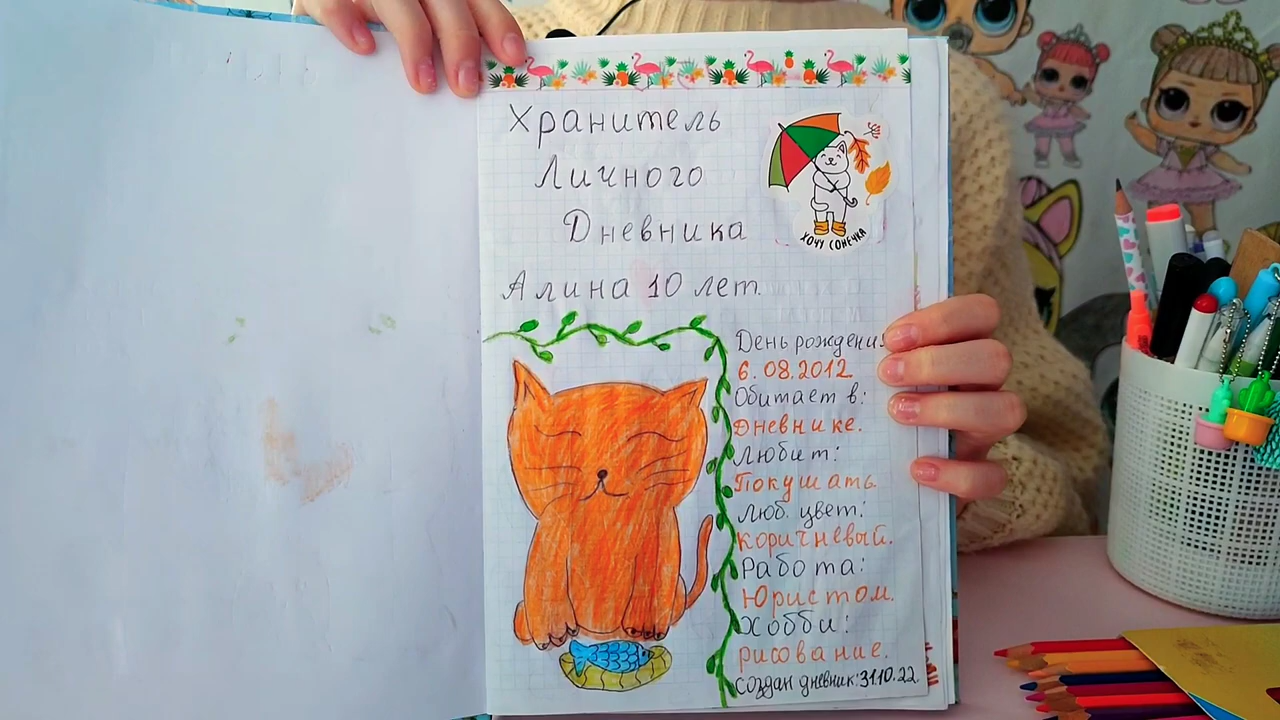 Хранитель
Личного
Дневника
ХОЧУ СОНЕЧКА
Алина 10 лет.
День рождения
6.08.2012
Обитает в:
Дневнике.
Любит:
Покушать.
Люб. цвет:
коричневый.
Работа:
Юристом.
Хобби:
рисование.
создан дневник:31.10.22.